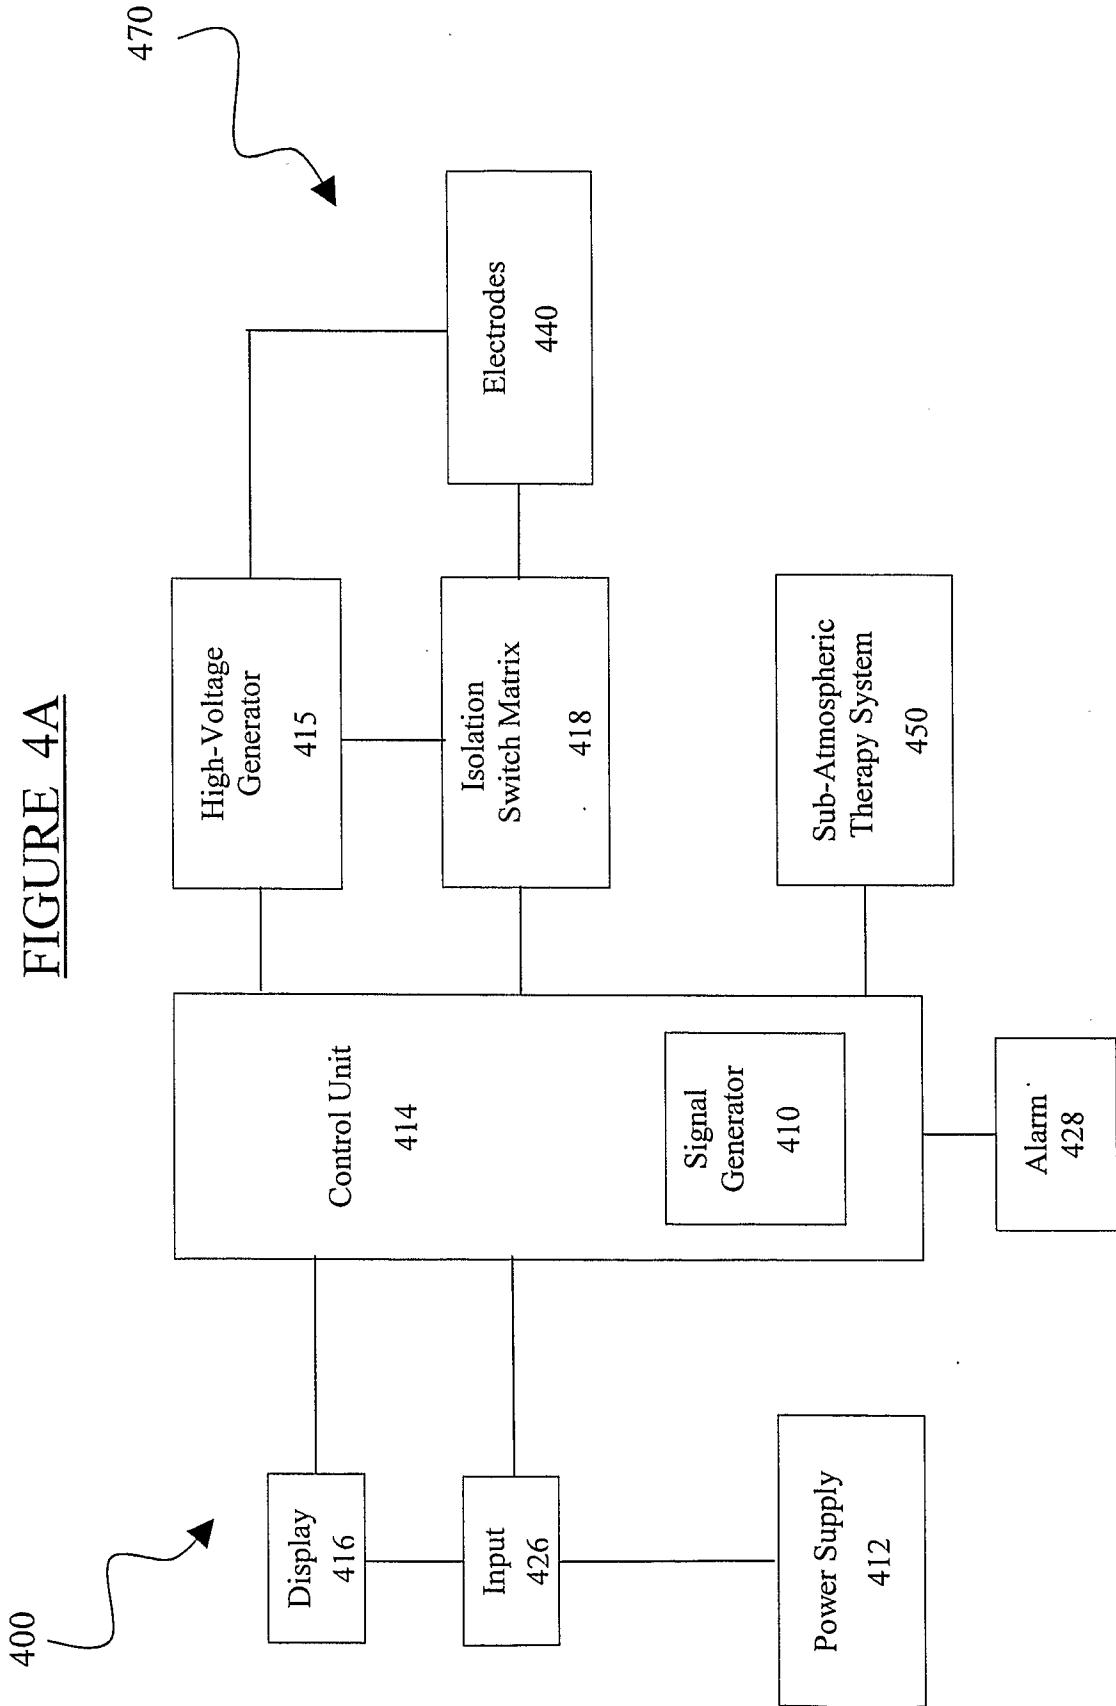 FIGURE 4A
400
470
Display
416
Input
426
Power Supply
412
Control Unit
414
Signal
Generator
410
Alarm
428
High-Voltage
Generator
415
Isolation
Switch Matrix
418
Sub-Atmospheric
Therapy System
450
Electrodes
440